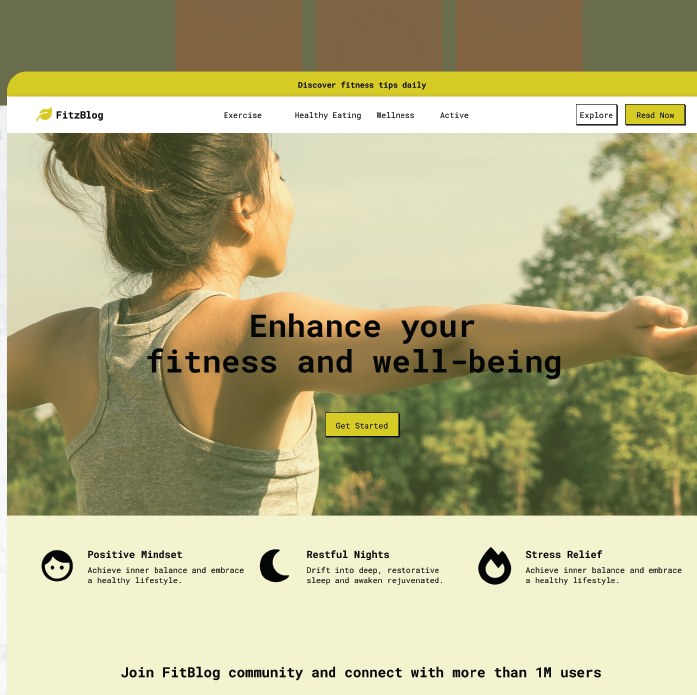 Discover fitness tips daily
FitzBlog
Exercise Healthy Eating Wellness Active
Explore Read Now
Enhance your
fitness and well-being
Get Started
Positive Mindset
Achieve inner balance and embrace
a healthy lifestyle.
Restful Nights
Drift into deep, restorative
sleep and awaken rejuvenated.
Stress Relief
Achieve inner balance and embrace
a healthy lifestyle.
Join FitBlog community and connect with more than 1M users